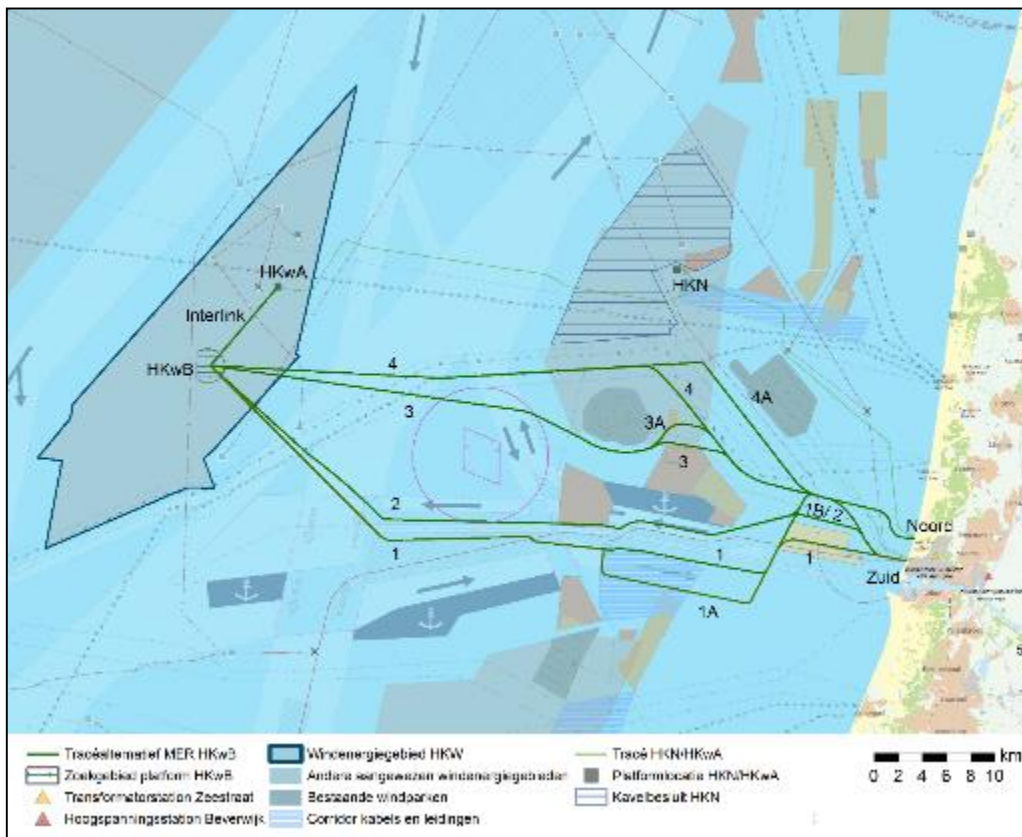 HKwA
HKN
Interlink
HKwB
4
4
4A
3
3A
3
2
1B/2
Noord
1
1
1
Zuid
1A
5
Tracéalternatief MER HKwB
Zoekgebied platform HKwB
Transformatorstation Zeestraat
Hoogspanningsstation Beverwijk
Windenergiegebied HKW
Andere aangewezen windenergiegebieden
Bestaande windparken
Corridor kabels en leidingen
Tracé HKN/HKwA
Platformlocatie HKN/HKwA
Kavelbesluit HKN
km
0 2 4 6 8 10